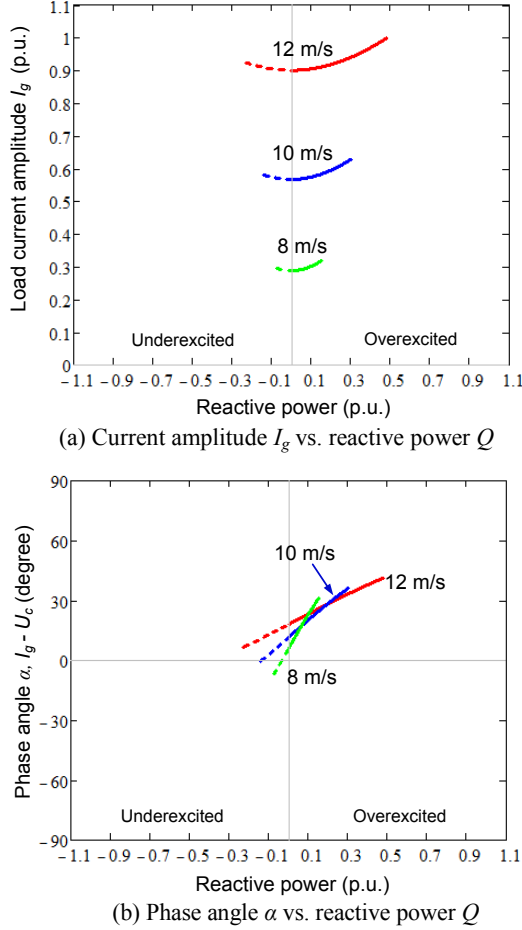 Load current amplitude Ig (p.u.)
1.1
1
0.9
0.8
0.7
0.6
0.5
0.4
0.3
0.2
0.1
0
12 m/s
10 m/s
8 m/s
Underexcited
Overexcited
−1.1 −0.9 −0.7 −0.5 −0.3 −0.1 0.1 0.3 0.5 0.7 0.9 1.1
Reactive power (p.u.)
(a) Current amplitude Ig vs. reactive power Q
Phase angle α, Ig - Uc (degree)
90
60
30
0
−30
−60
−90
10 m/s
12 m/s
8 m/s
Underexcited
Overexcited
−1.1 −0.9 −0.7 −0.5 −0.3 −0.1 0.1 0.3 0.5 0.7 0.9 1.1
Reactive power (p.u.)
(b) Phase angle α vs. reactive power Q